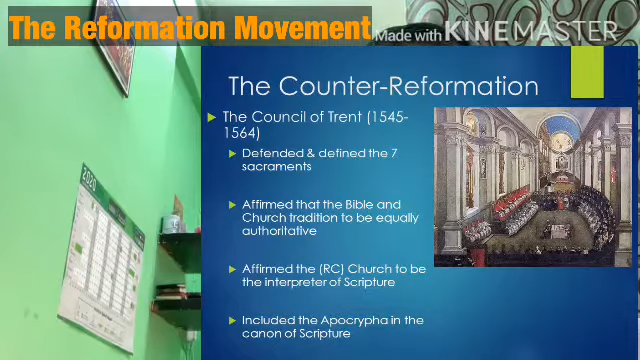 The Reformation Movement
Made with KINEMASTER
The Counter-Reformation
The Council of Trent (1545-
1564)
Defended & defined the 7
sacraments
Affirmed that the Bible and
Church tradition to be equally
authoritative
Affirmed the (RC) Church to be
the interpreter of Scripture
Included the Apocrypha in the
canon of Scripture
2020